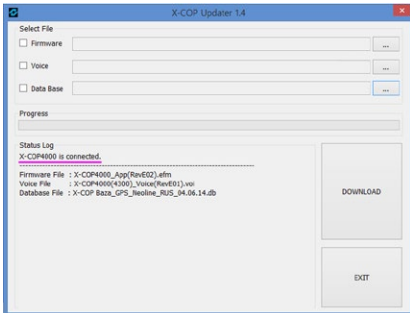 X-COP Updater 1.4
Select File
Firmware
...
Voice
...
Data Base
...
Progress
Status Log
X-COP4000 is connected.
Firmware File : X-COP4000_App(RevE02).efm
Voice File : X-COP4000(4300)_Voice(RevE01).voi
Database File : X-COP Baza_GPS_Neoline_RUS_04.06.14.db
DOWNLOAD
EXIT